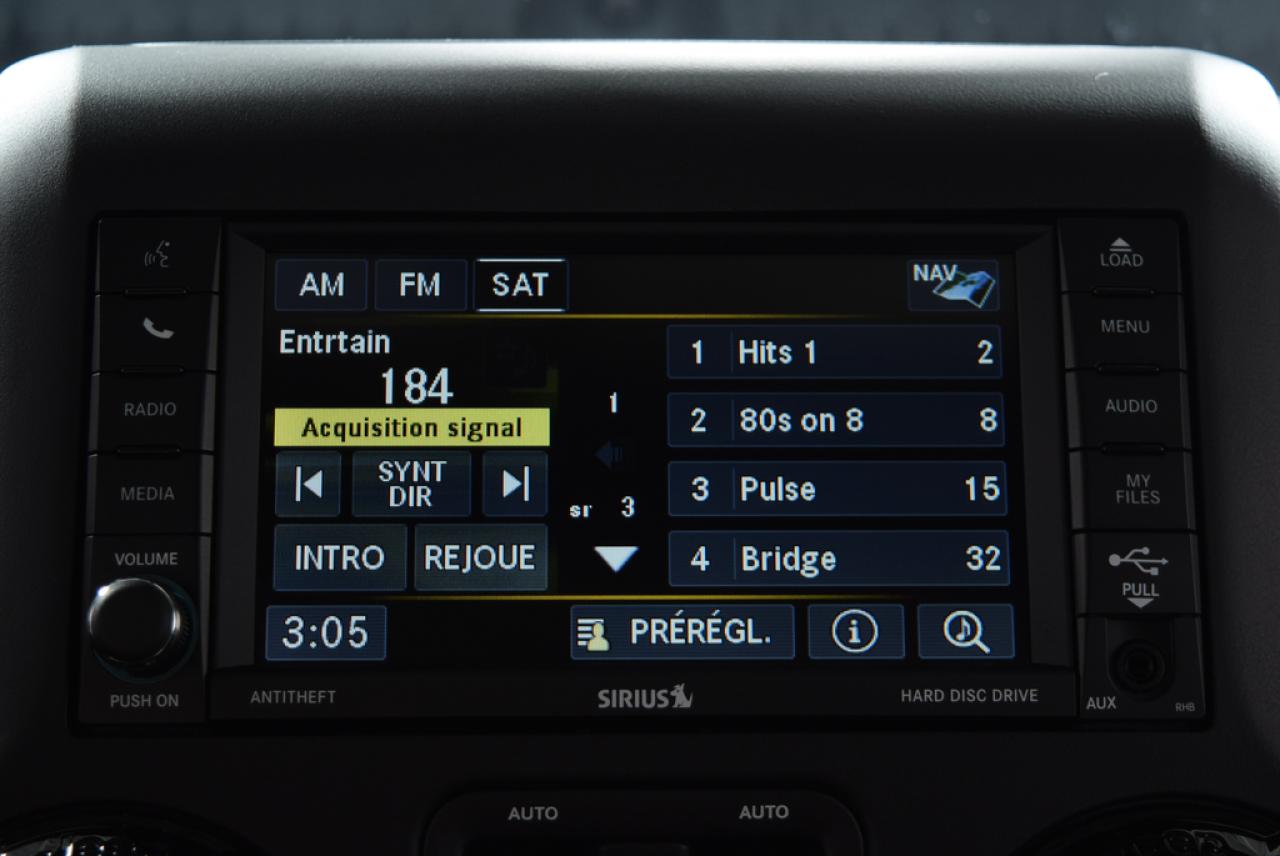 LOAD
AM FM SAT NAV
MENU
Entrtain
1 Hits 1 2
184
1
RADIO
AUDIO
2 80s on 8 8
Acquisition signal
SYNT
DIR
MEDIA
3 Pulse 15
MY
FILES
sr 3
VOLUME
INTRO REJOUE
4 Bridge 32
PULL
3:05 PRÉRÉGL.
PUSH ON
ANTITHEFT SIRIUS HARD DISC DRIVE
AUX RHB
AUTO AUTO